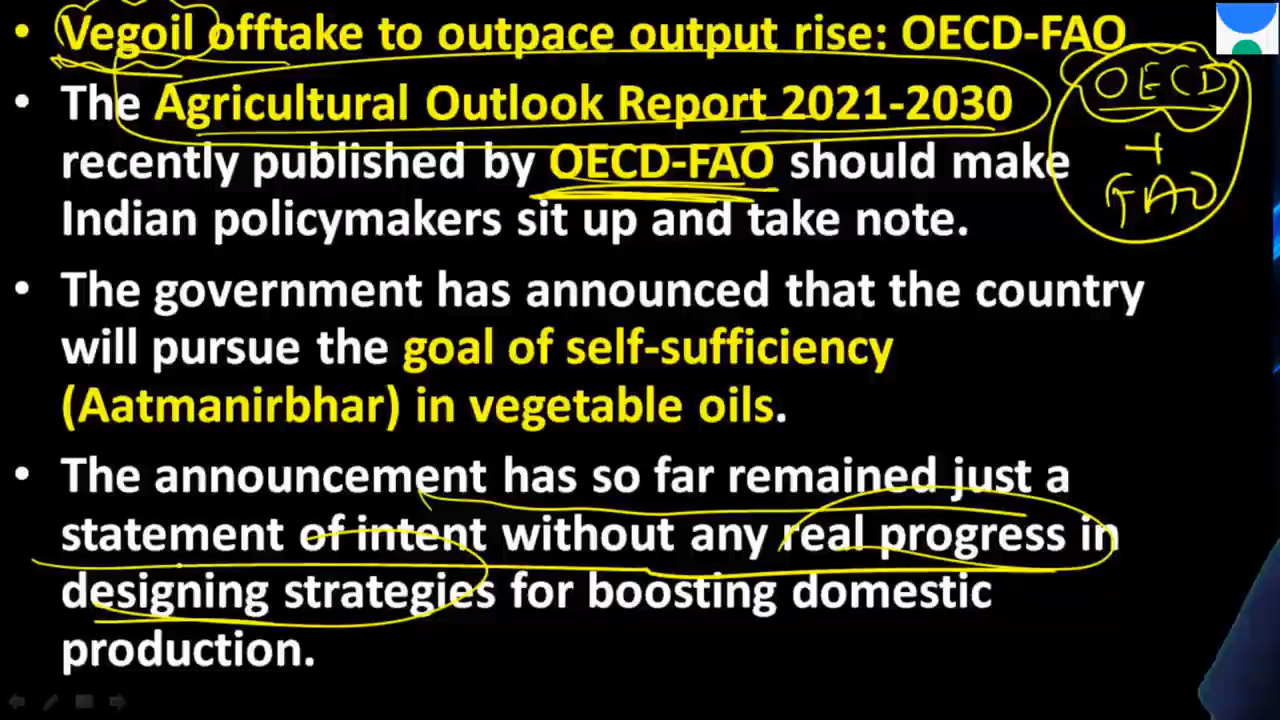 • Vegoil offtake to outpace output rise: OECD-FAO
• The Agricultural Outlook Report 2021-2030
recently published by OECD-FAO should make
Indian policymakers sit up and take note.
OECD
+
FAO
• The government has announced that the country
will pursue the goal of self-sufficiency
(Aatmanirbhar) in vegetable oils.
• The announcement has so far remained just a
statement of intent without any real progress in
designing strategies for boosting domestic
production.